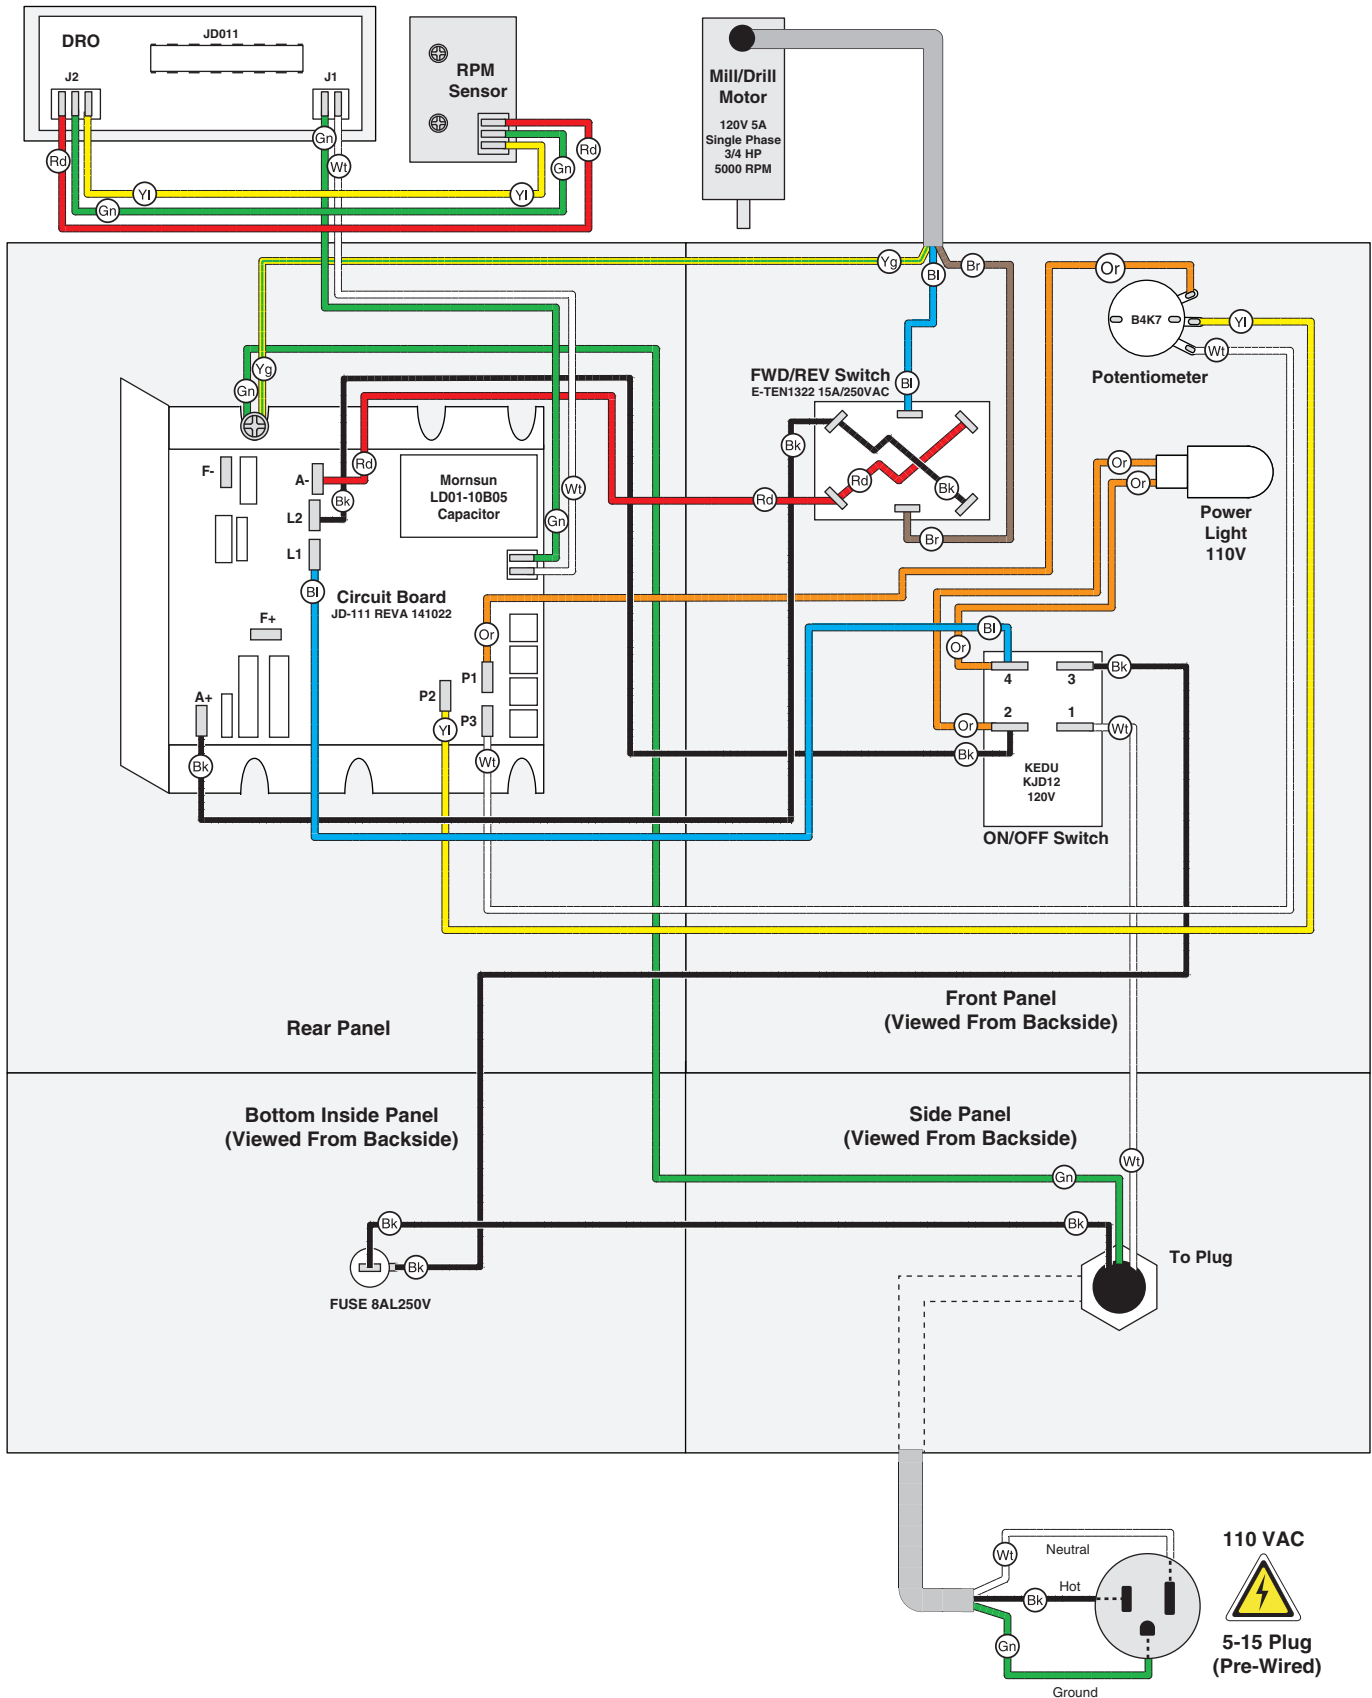 DRO
JD011
J2
J1
Gn
Wt
Rd
Yl
Gn
RPM
Sensor
Rd
Gn
Yl
Mill/Drill
Motor
120V 5A
Single Phase
3/4 HP
5000 RPM
Yg
Bl
Br
Or
B4K7
Yl
Wt
Potentiometer
Yg
Gn
FWD/REV Switch
E-TEN1322 15A/250VAC
Bl
Bk
Rd
Rd
Bk
Br
Or
Or
Power
Light
110V
F-
A-
Rd
L2
Bk
L1
Bl
Mornsun
LD01-10B05
Capacitor
Wt
Gn
Circuit Board
JD-111 REVA 141022
F+
Or
A+
P2
P1
P3
Yl
Wt
Bk
Bl
Or
4
3
Bk
2
1
Or
Wt
Bk
KEDU
KJD12
120V
ON/OFF Switch
Rear Panel
Front Panel
(Viewed From Backside)
Bottom Inside Panel
(Viewed From Backside)
Side Panel
(Viewed From Backside)
Wt
Gn
Bk
Bk
Bk
FUSE 8AL250V
To Plug
Wt
Neutral
Hot
Bk
Gn
Ground
110 VAC
5-15 Plug
(Pre-Wired)